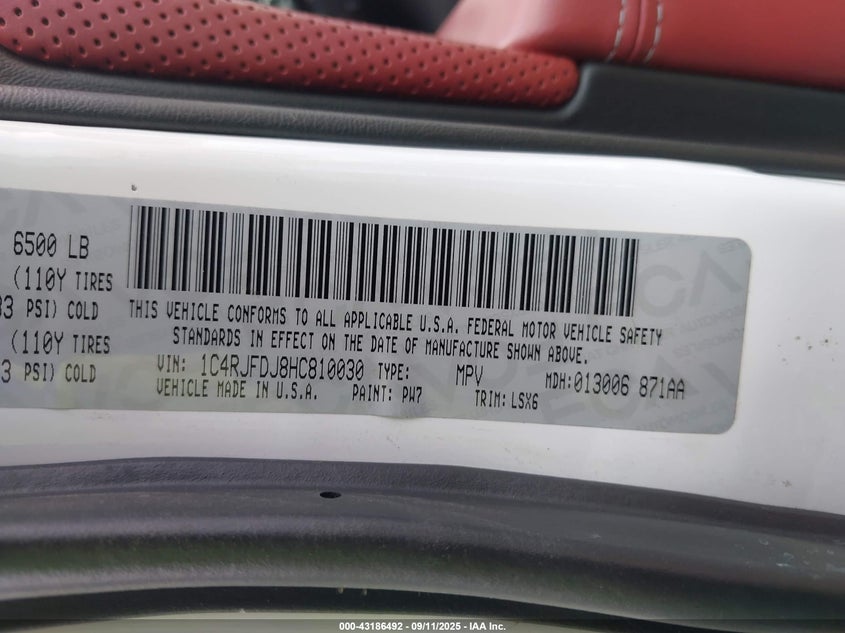 6500 LB
(110Y TIRES
33 PSI) COLD
(110Y TIRES
3 PSI) COLD
THIS VEHICLE CONFORMS TO ALL APPLICABLE U.S.A. FEDERAL MOTOR VEHICLE SAFETY
STANDARDS IN EFFECT ON THE DATE OF MANUFACTURE SHOWN ABOVE.
VIN: 1C4RJFDJ8HC810030 TYPE: MPV MDH:013006 871AA
VEHICLE MADE IN U.S.A. PAINT: PW7 TRIM: LSX6
000-43186492 - 09/11/2025 - IAA Inc.